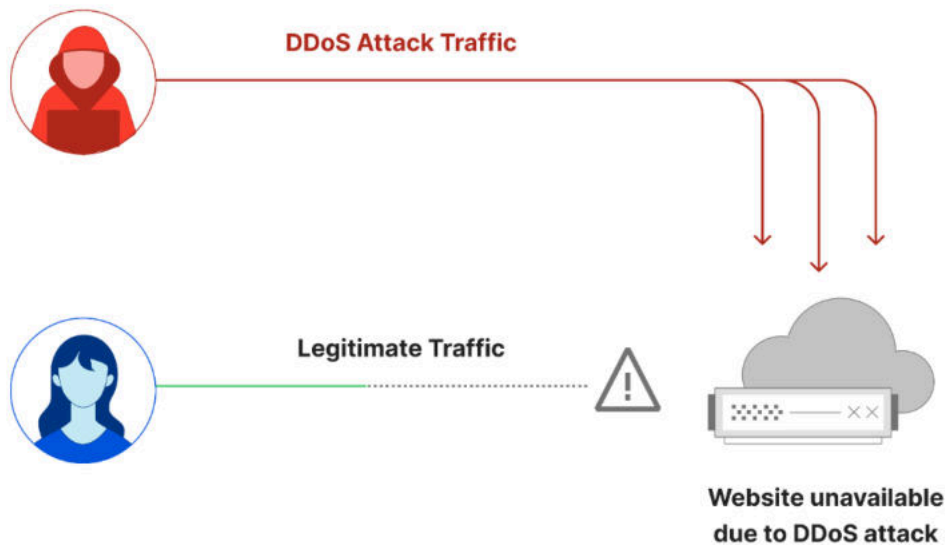 DDoS Attack Traffic
Legitimate Traffic
Website unavailable
due to DDoS attack